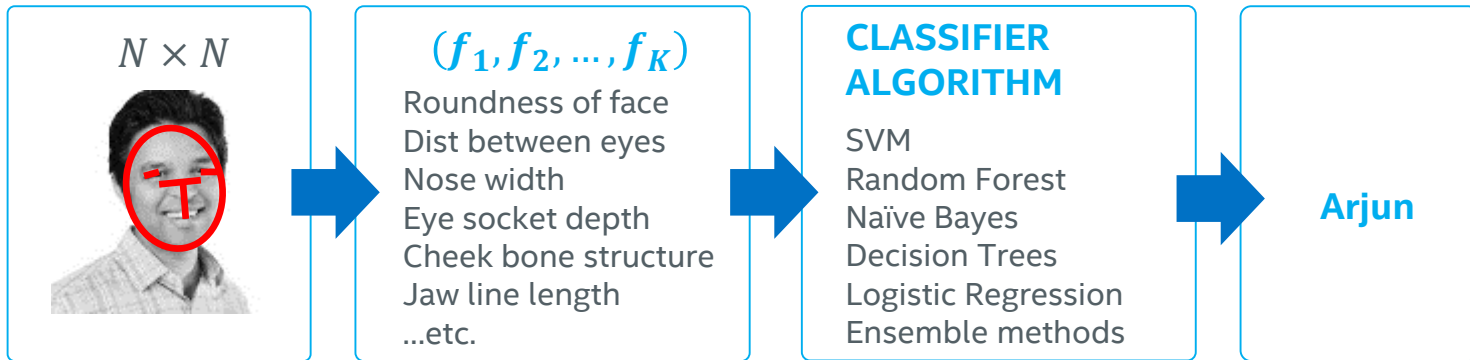 N × N
(f₁, f₂, ..., f_K)
Roundness of face
Dist between eyes
Nose width
Eye socket depth
Cheek bone structure
Jaw line length
...etc.
CLASSIFIER
ALGORITHM
SVM
Random Forest
Naïve Bayes
Decision Trees
Logistic Regression
Ensemble methods
Arjun